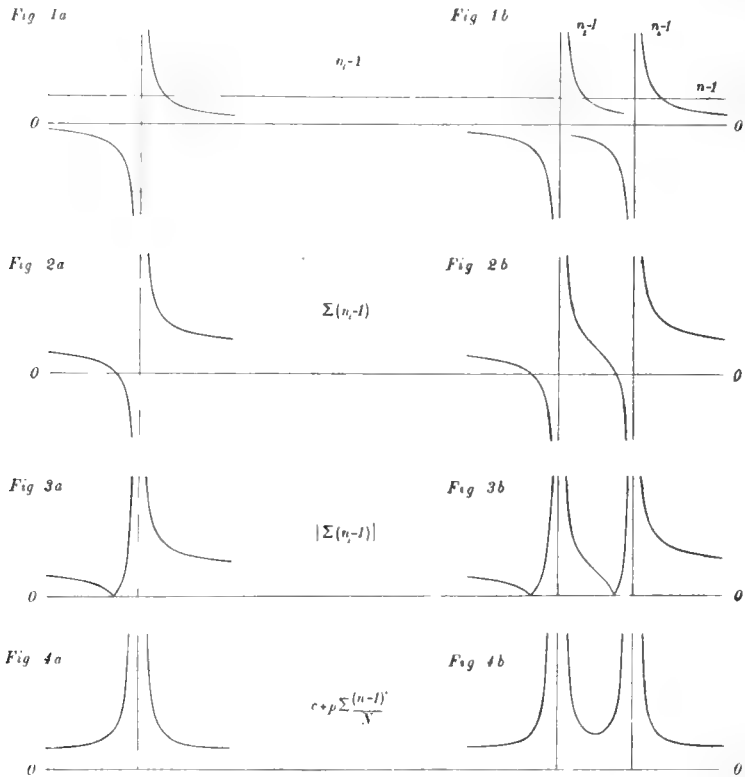 Fig 1a
Fig 1b
n₁-1
n₂-1
n₁-1
n-1
0
0
Fig 2a
Fig 2b
Σ(n₁-1)
0
0
Fig 3a
Fig 3b
|Σ(n₁-1)|
0
0
Fig 4a
Fig 4b
0
0